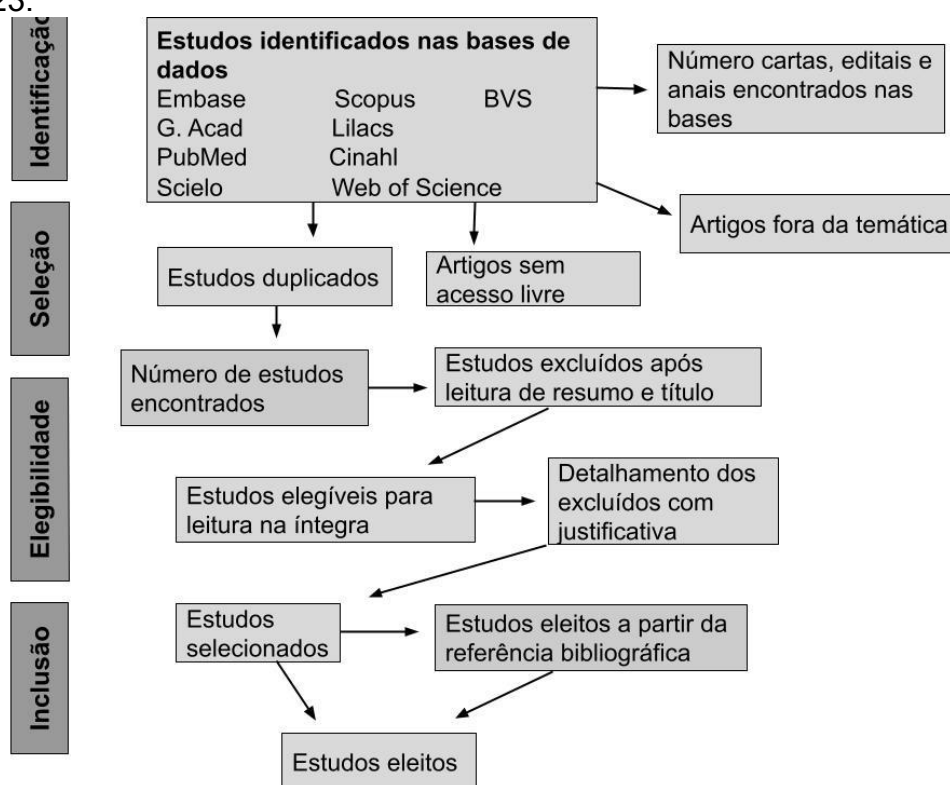 23.
Identificação
Estudos identificados nas bases de
dados
Embase Scopus BVS
G. Acad Lilacs
PubMed Cinahl
Scielo Web of Science
Número cartas, editais e
anais encontrados nas
bases
Artigos fora da temática
Seleção
Estudos duplicados
Artigos sem
acesso livre
Número de estudos
encontrados
Estudos excluídos após
leitura de resumo e título
Elegibilidade
Estudos elegíveis para
leitura na íntegra
Detalhamento dos
excluídos com
justificativa
Inclusão
Estudos
selecionados
Estudos eleitos a partir da
referência bibliográfica
Estudos eleitos